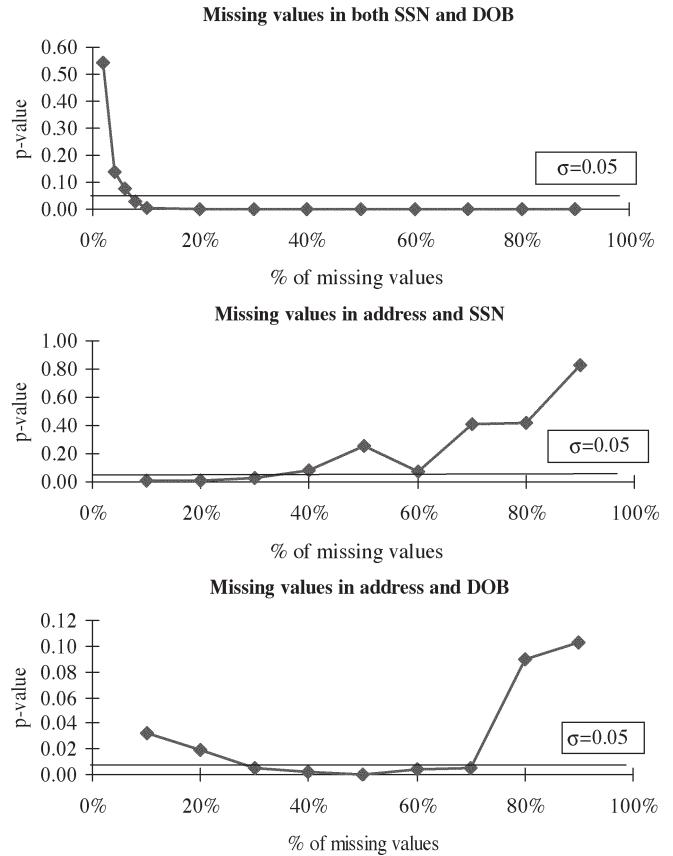 Missing values in both SSN and DOB
0.60
0.50
0.40
0.30
0.20
0.10
0.00
p-value
σ=0.05
0% 20% 40% 60% 80% 100%
% of missing values
Missing values in address and SSN
1.00
0.80
0.60
0.40
0.20
0.00
p-value
σ=0.05
0% 20% 40% 60% 80% 100%
% of missing values
Missing values in address and DOB
0.12
0.10
0.08
0.06
0.04
0.02
0.00
p-value
σ=0.05
0% 20% 40% 60% 80% 100%
% of missing values